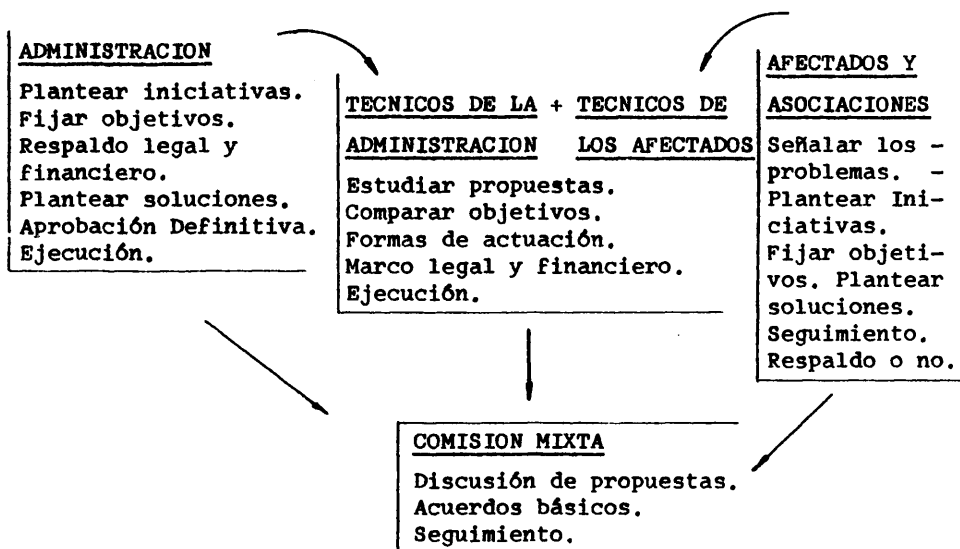 ADMINISTRACION
Plantear iniciativas.
Fijar objetivos.
Respaldo legal y
financiero.
Plantear soluciones.
Aprobación Definitiva.
Ejecución.
TECNICOS DE LA + TECNICOS DE
ADMINISTRACION LOS AFECTADOS
Estudiar propuestas.
Comparar objetivos.
Formas de actuación.
Marco legal y financiero.
Ejecución.
AFECTADOS Y
ASOCIACIONES
Señalar los -
problemas. -
Plantear Ini-
ciativas.
Fijar objeti-
vos. Plantear
soluciones.
Seguimiento.
Respaldo o no.
COMISION MIXTA
Discusión de propuestas.
Acuerdos básicos.
Seguimiento.